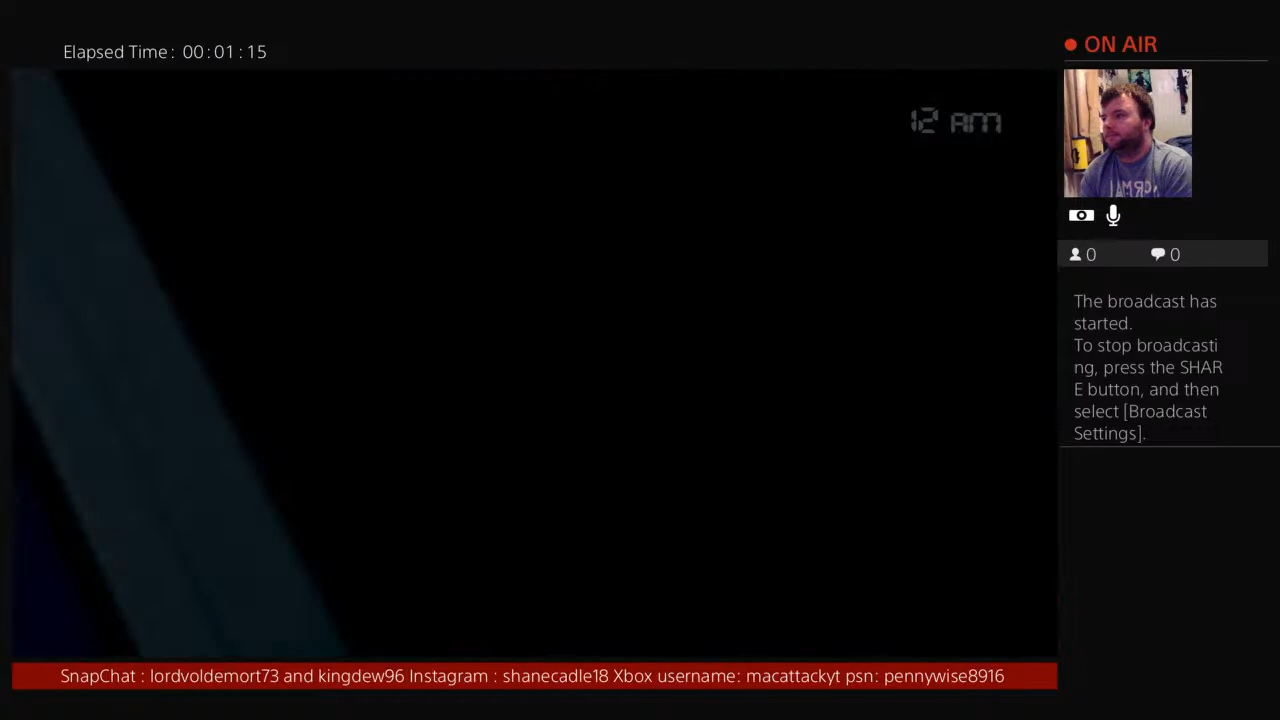 Elapsed Time: 00:01:15
ON AIR
12 AM
0 0
The broadcast has
started.
To stop broadcasti
ng, press the SHAR
E button, and then
select [Broadcast
Settings].
SnapChat : lordvoldemort73 and kingdew96 Instagram : shanecadle18 Xbox username: macattackyt psn: pennywise8916